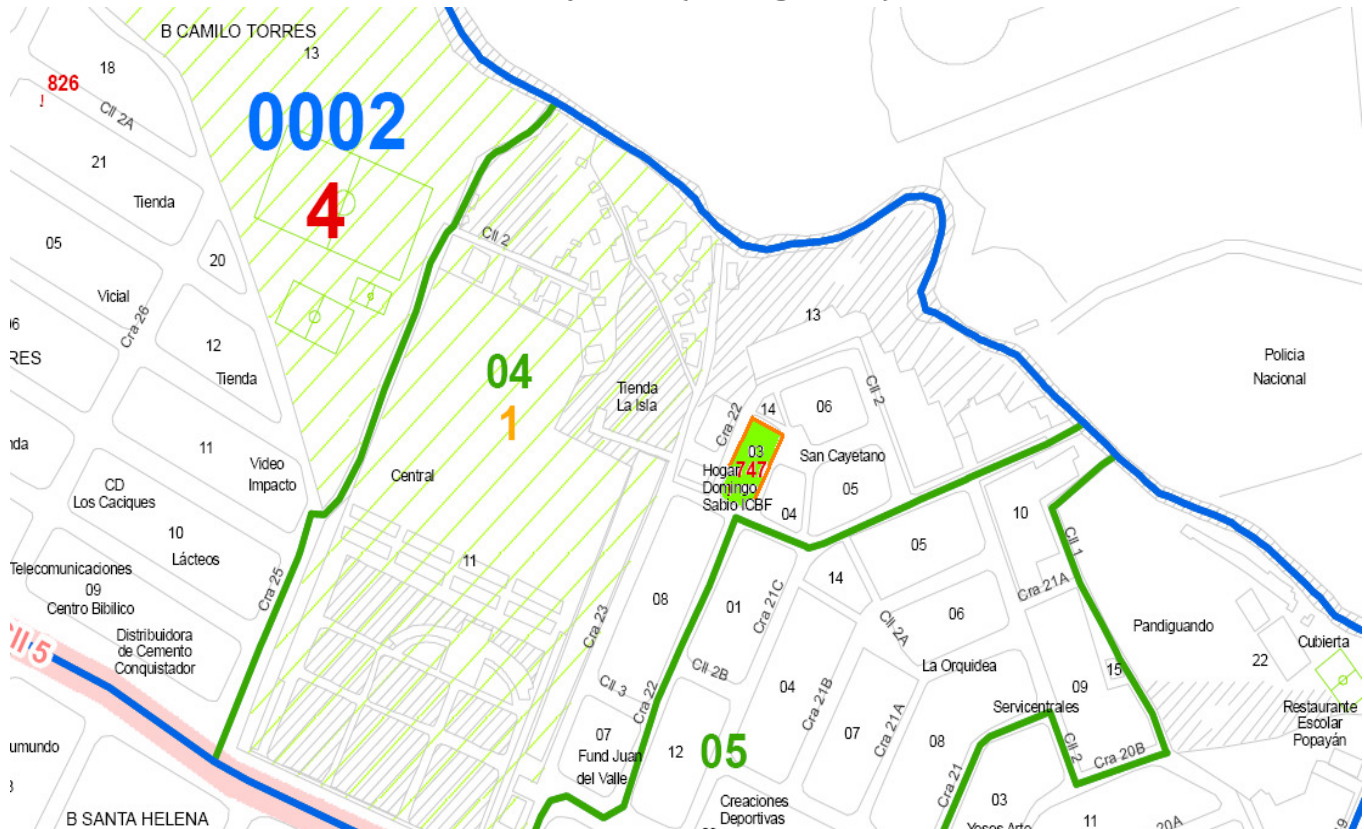 B CAMILO TORRES
13
18
826
Cll 2A
0002
21
Tienda
4
05
20
Cll 2
Vicial
Cra 26
13
RES
12
Policia
Nacional
Tienda
04
Tienda
La Isla
Cll 2
1
14
06
Cra 22
11
Video
Impacto
Central
03
San Cayetano
CD
Los Caciques
Hogar
747
Domingo
05
Sabio ICBF
04
10
10
Lácteos
05
Cll 1
11
Telecomunicaciones
09
Centro Bibilico
Cra 25
14
Cra 21A
08
01
Cra 21C
06
Cra 23
Cll 2A
Pandiguando
Distribuidora
de Cemento
Conquistador
Cll 5
Cubierta
22
La Orquidea
15
Cll 2B
Cll 3
04
Cra 21B
09
Cra 22
Servicentrales
Restaurante
Escolar
Popayán
07
Cra 21A
07
Fund Juan
del Valle
12
05
08
Cll 2
Cra 20B
umundo
Cra 21
03
Creaciones
Deportivas
B SANTA HELENA
11
20A